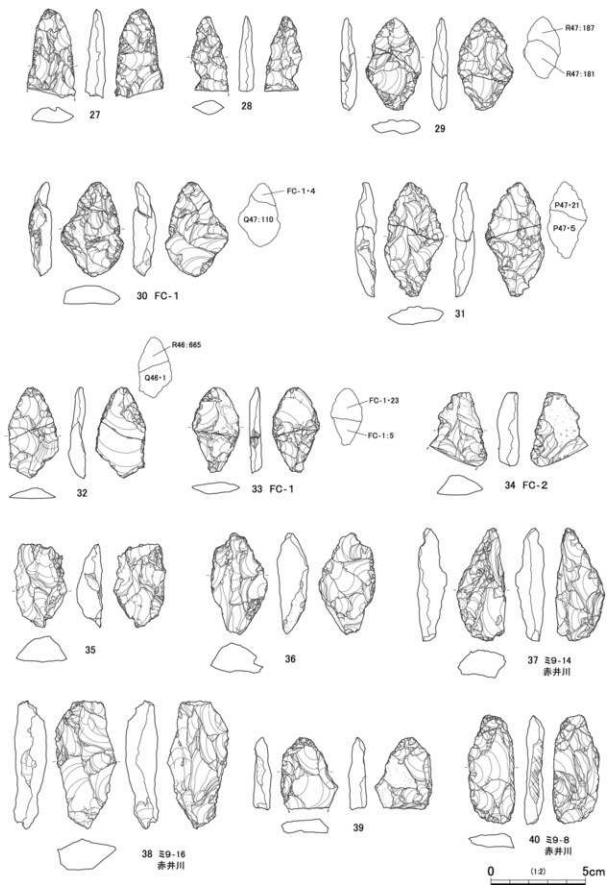 R47:187
R47:181
27
28
29
FC-1・4
Q47:110
30 FC-1
P47・21
P47・5
31
R46:665
Q46・1
32
FC-1・23
FC-1:5
33 FC-1
34 FC-2
35
36
37 ミ9-14
赤井川
38 ミ9-16
赤井川
39
40 ミ9-8
赤井川
0 (1:2) 5cm